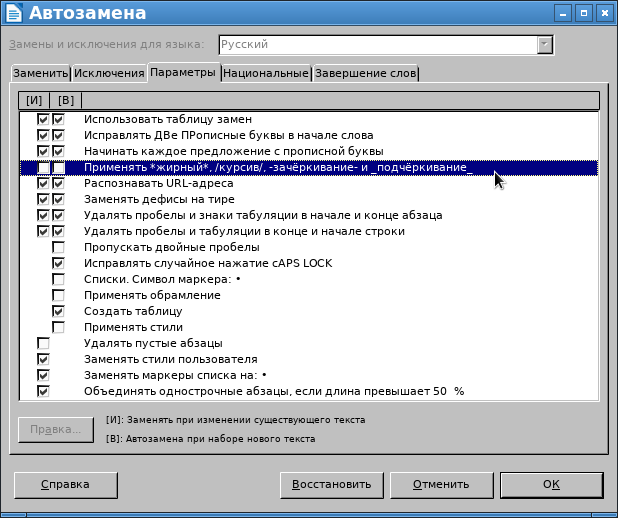 Автозамена
Замены и исключения для языка: Русский
Заменить Исключения Параметры Национальные Завершение слов
[И] [В]
Использовать таблицу замен
Исправлять ДВе ПРописные буквы в начале слова
Начинать каждое предложение с прописной буквы
Применять *жирный*, /курсив/, -зачёркивание- и _подчёркивание_
Распознавать URL-адреса
Заменять дефисы на тире
Удалять пробелы и знаки табуляции в начале и конце абзаца
Удалять пробелы и табуляции в конце и начале строки
Пропускать двойные пробелы
Исправлять случайное нажатие cAPS LOCK
Списки. Символ маркера: •
Применять обрамление
Создать таблицу
Применять стили
Удалять пустые абзацы
Заменять стили пользователя
Заменять маркеры списка на: •
Объединять однострочные абзацы, если длина превышает 50 %
Правка...
[И]: Заменять при изменении существующего текста
[В]: Автозамена при наборе нового текста
Справка Восстановить Отменить ОК